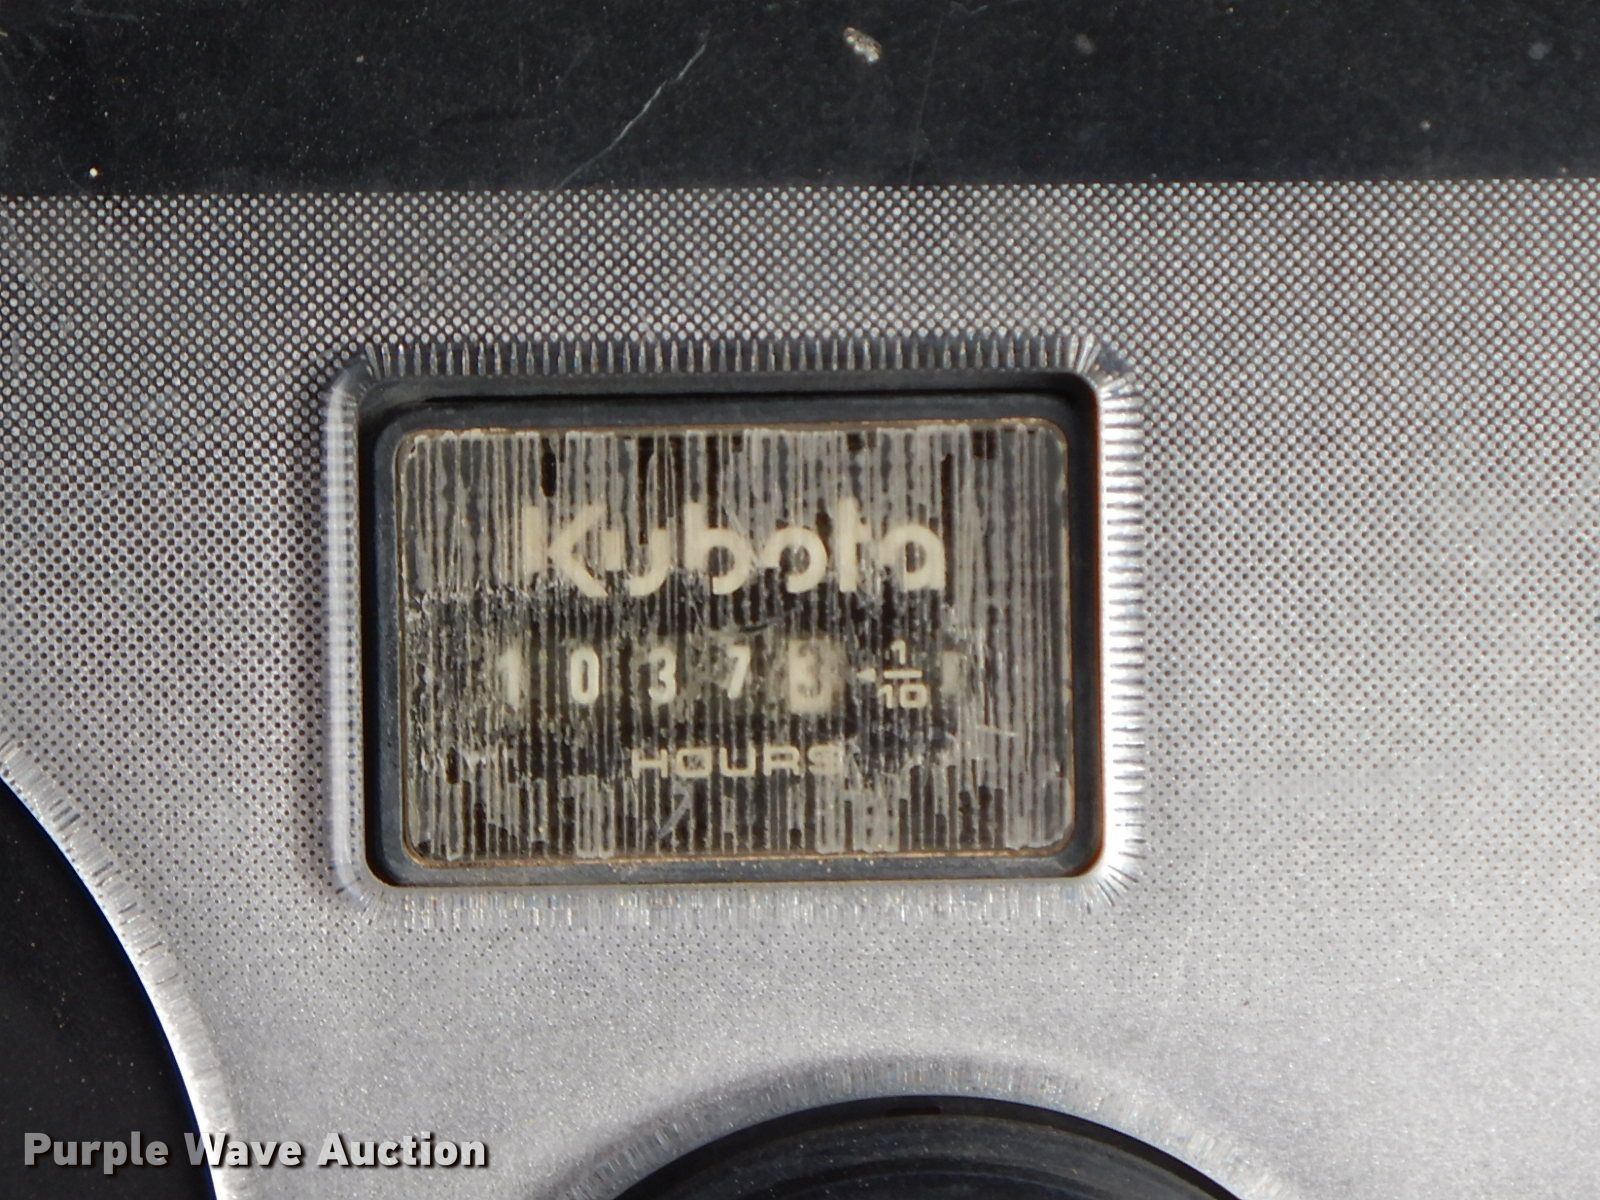 Kubota
1 0 3 7 3 1/10
HOURS
Purple Wave Auction